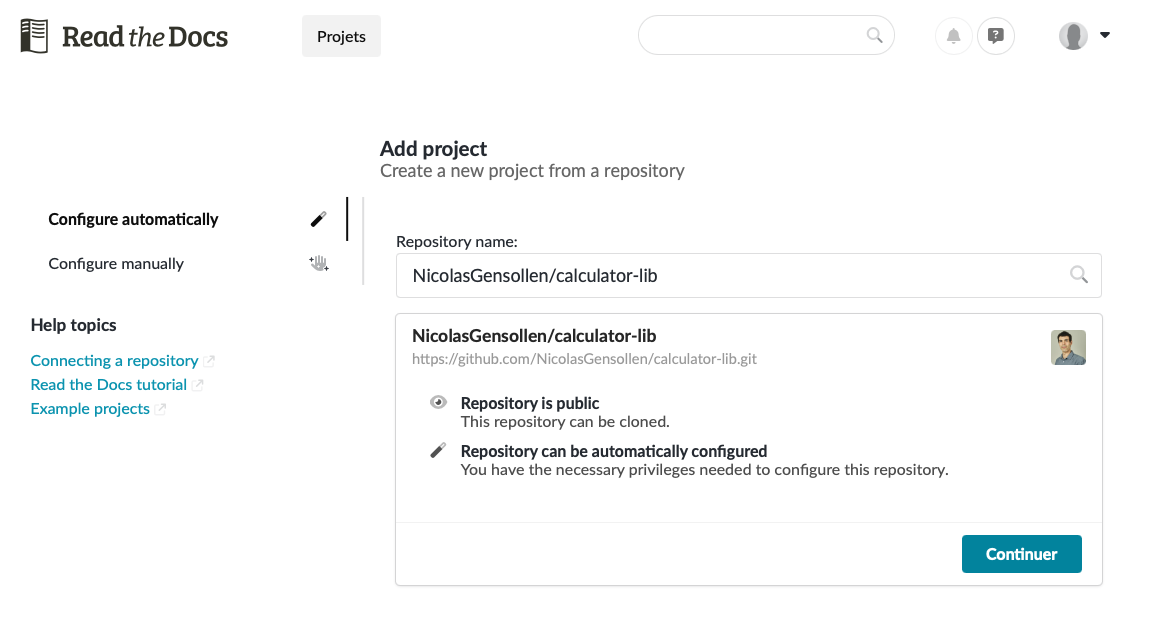 Read the Docs
Projets
Add project
Create a new project from a repository
Configure automatically
Configure manually
Help topics
Connecting a repository
Read the Docs tutorial
Example projects
Repository name:
NicolasGensollen/calculator-lib
NicolasGensollen/calculator-lib
https://github.com/NicolasGensollen/calculator-lib.git
Repository is public
This repository can be cloned.
Repository can be automatically configured
You have the necessary privileges needed to configure this repository.
Continuer